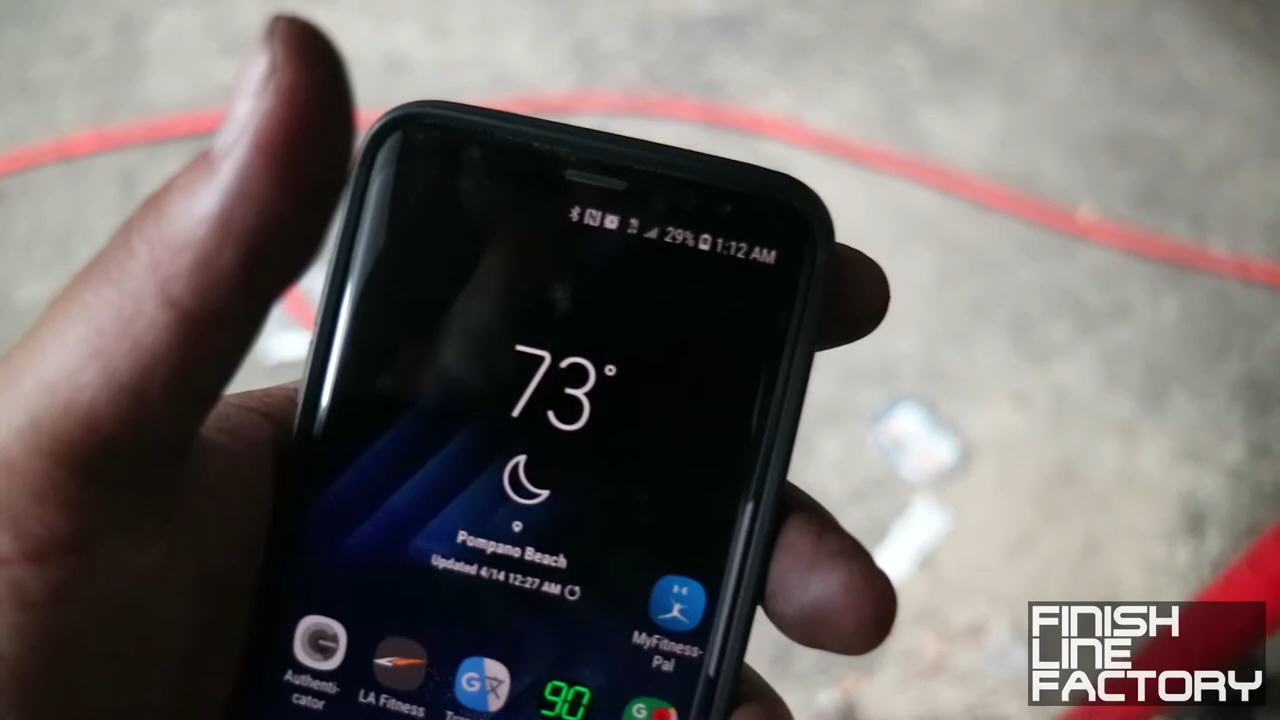 29% 1:12 AM
73°
Pompano Beach
Updated 4/14 12:27 AM
MyFitness-
Pal
Authenti-
cator
LA Fitness
90
FINISH
LINE
FACTORY